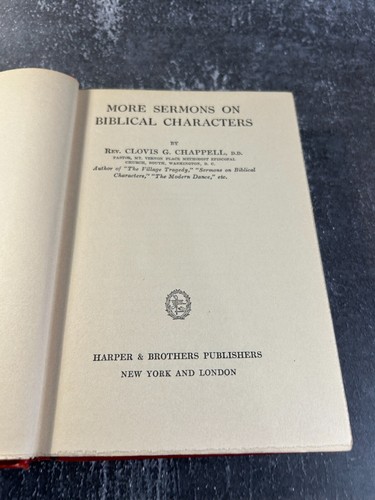 MORE SERMONS ON
BIBLICAL CHARACTERS
BY
REV. CLOVIS G. CHAPPELL, D.D.
PASTOR, MT. VERNON PLACE METHODIST EPISCOPAL
CHURCH, SOUTH, WASHINGTON, D. C.
Author of "The Village Tragedy," "Sermons on Biblical
Characters," "The Modern Dance," etc.
HARPER & BROTHERS PUBLISHERS
NEW YORK AND LONDON